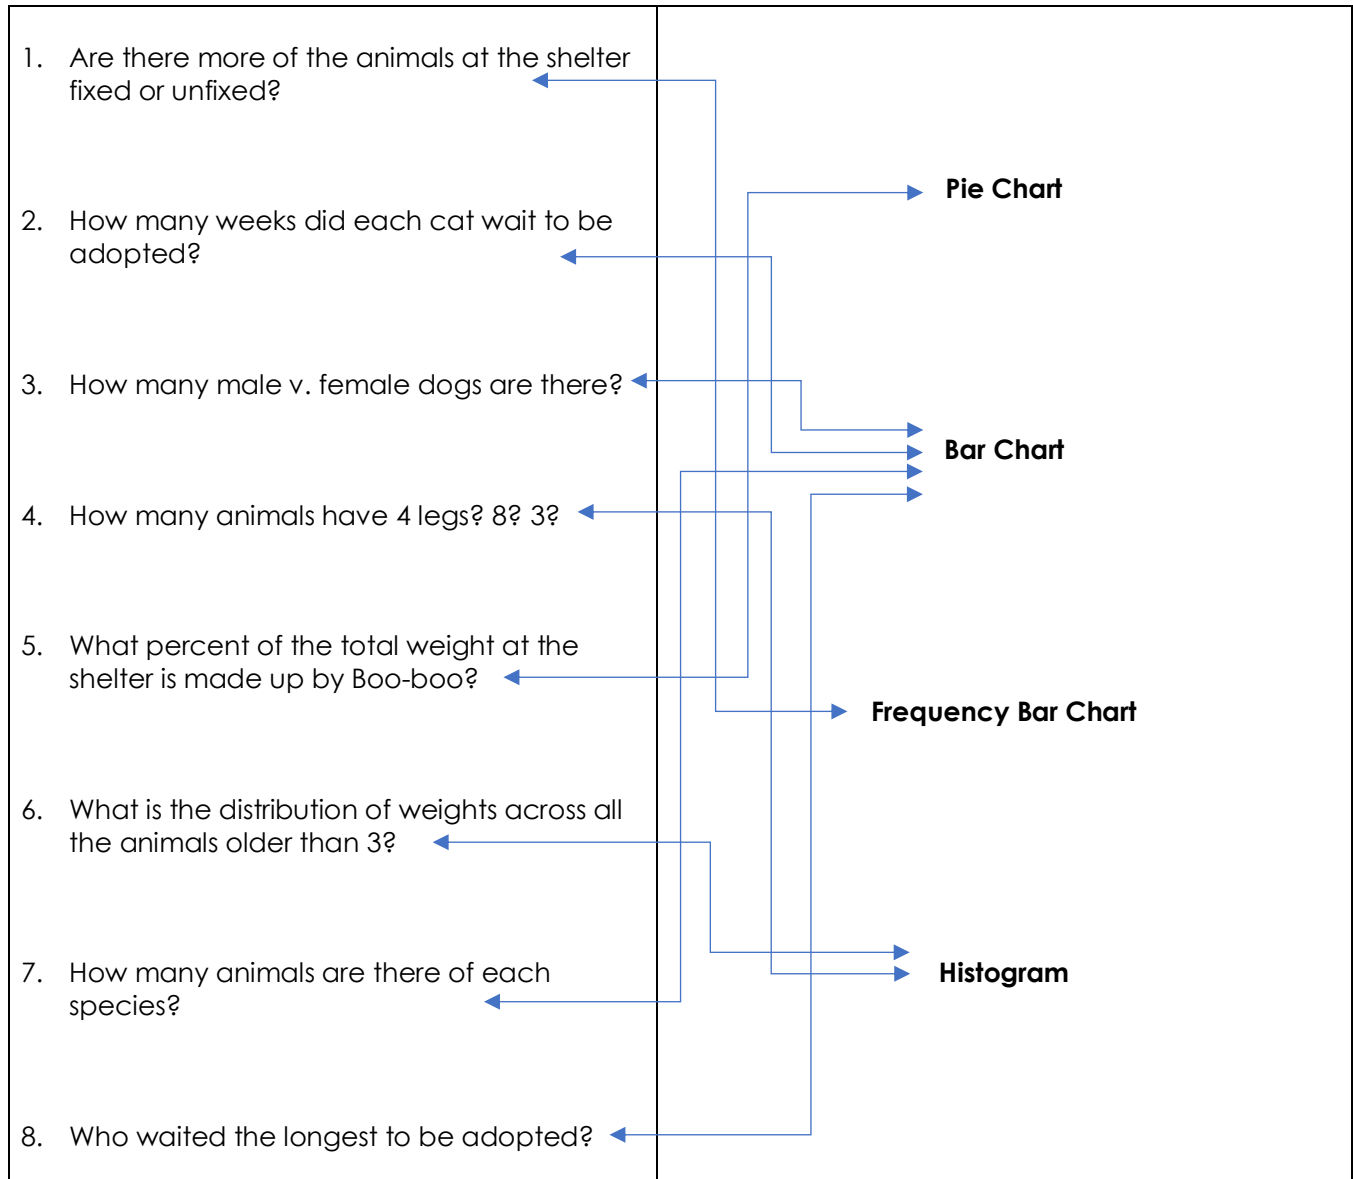 1. Are there more of the animals at the shelter
fixed or unfixed?
2. How many weeks did each cat wait to be
adopted?
3. How many male v. female dogs are there?
4. How many animals have 4 legs? 8? 3?
5. What percent of the total weight at the
shelter is made up by Boo-boo?
6. What is the distribution of weights across all
the animals older than 3?
7. How many animals are there of each
species?
8. Who waited the longest to be adopted?
Pie Chart
Bar Chart
Frequency Bar Chart
Histogram